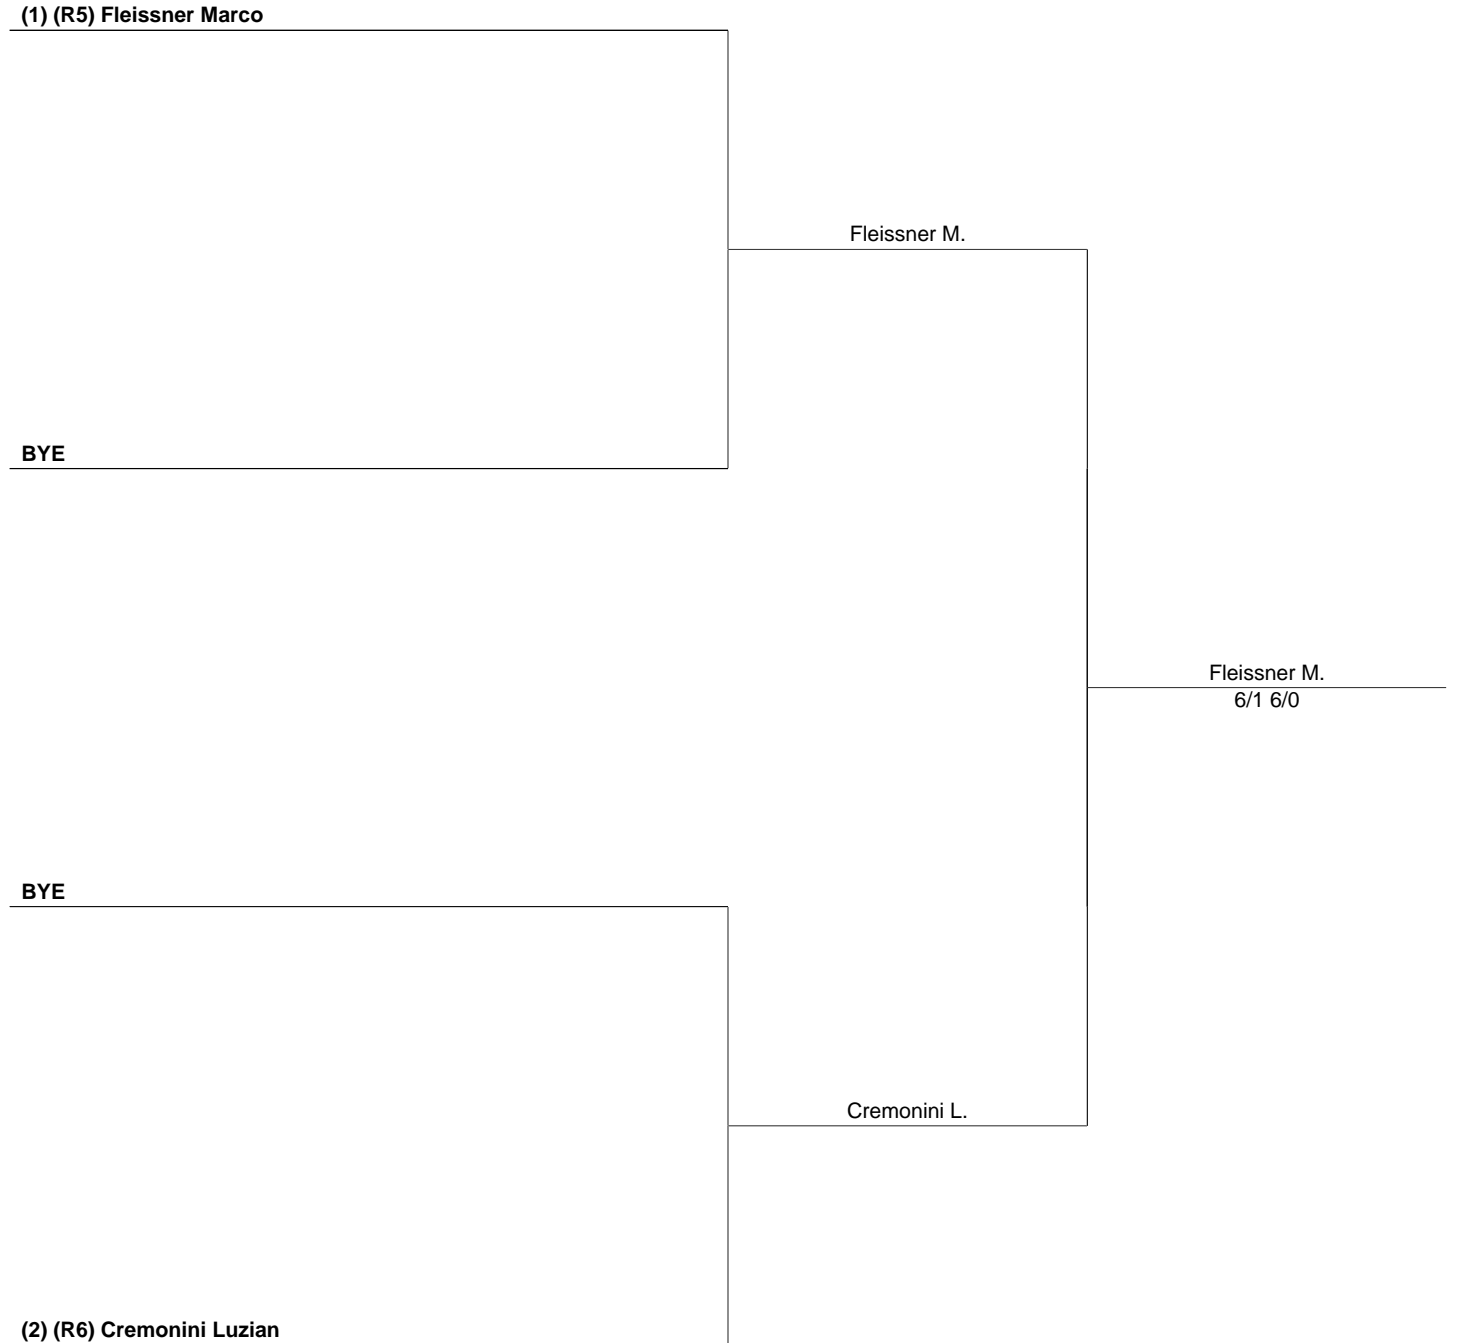 (1) (R5) Fleissner Marco
Fleissner M.
BYE
Fleissner M.
6/1 6/0
BYE
Cremonini L.
(2) (R6) Cremonini Luzian